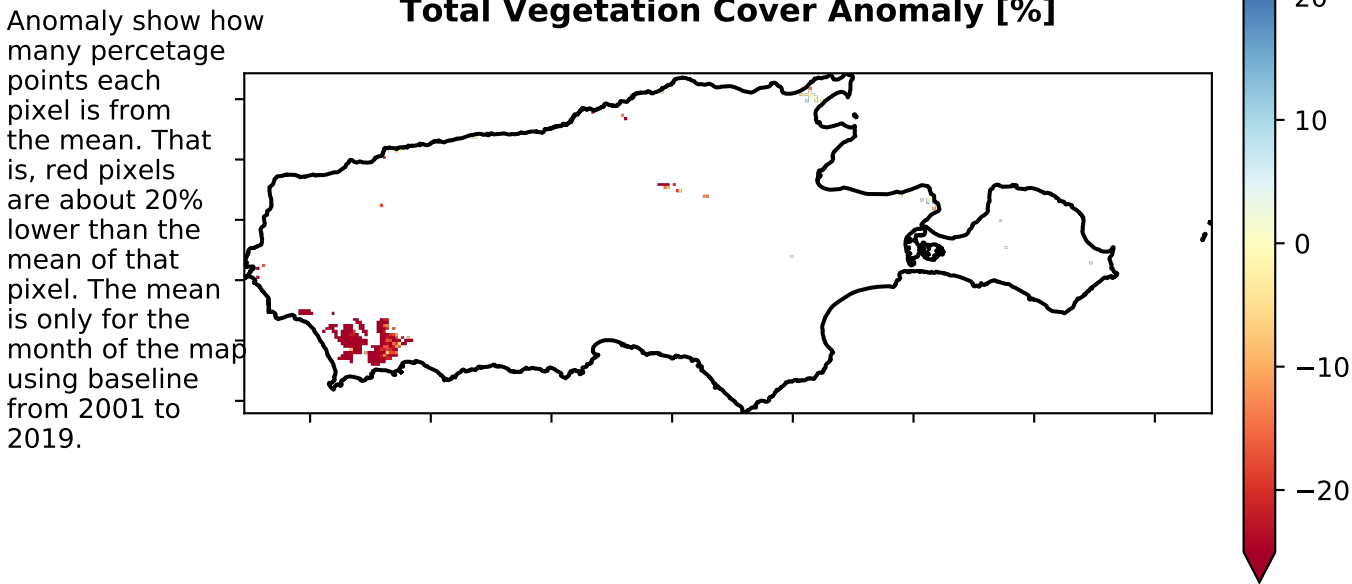 Anomaly show how
many percetage
points each
pixel is from
the mean. That
is, red pixels
are about 20%
lower than the
mean of that
pixel. The mean
is only for the
month of the map
using baseline
from 2001 to
2019.
Total Vegetation Cover Anomaly [%]
20
10
0
−10
−20